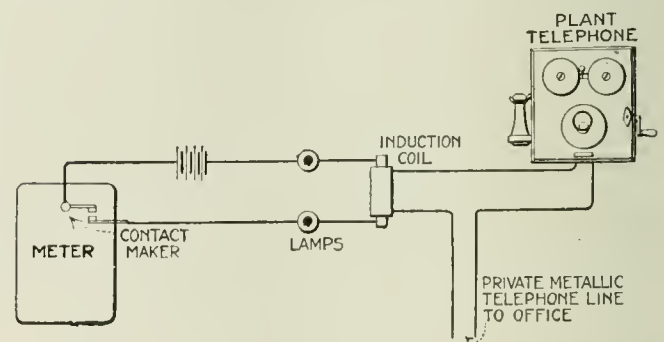 PLANT
TELEPHONE
INDUCTION
COIL
METER
CONTACT
MAKER
LAMPS
PRIVATE METALLIC
TELEPHONE LINE
TO OFFICE